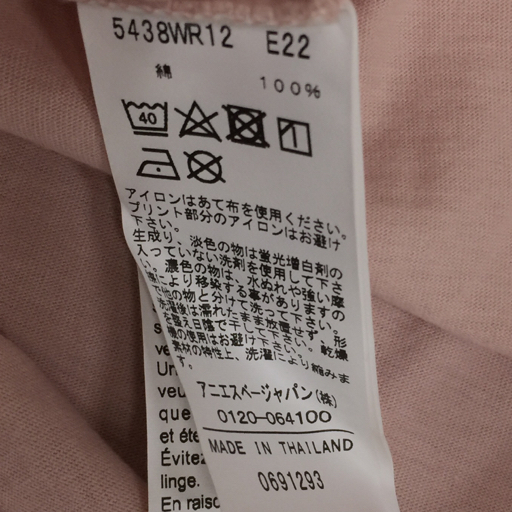 5438WR12 E22
綿
100%
40
アイロンはあて布を使用ください。
プリント部分のアイロンはお避け
下さい。
生成り、淡色の物は蛍光増白剤の
入っていない洗剤を使用して下さ
い。濃色の物は、水ぬれや強い摩
擦により移染する事がありますの
で他の物と分けて洗って下さい。
洗濯後は濡れたまま放置せず、形
を整え日陰で干して下さい。乾燥
機の使用はお避け下さい。
素材の特性上、洗濯により縮みま
す。
アニエスベージャパン(株)
0120-064100
MADE IN THAILAND
0691293
Un
veu
que
et éte
Évitez
linge.
En raiso